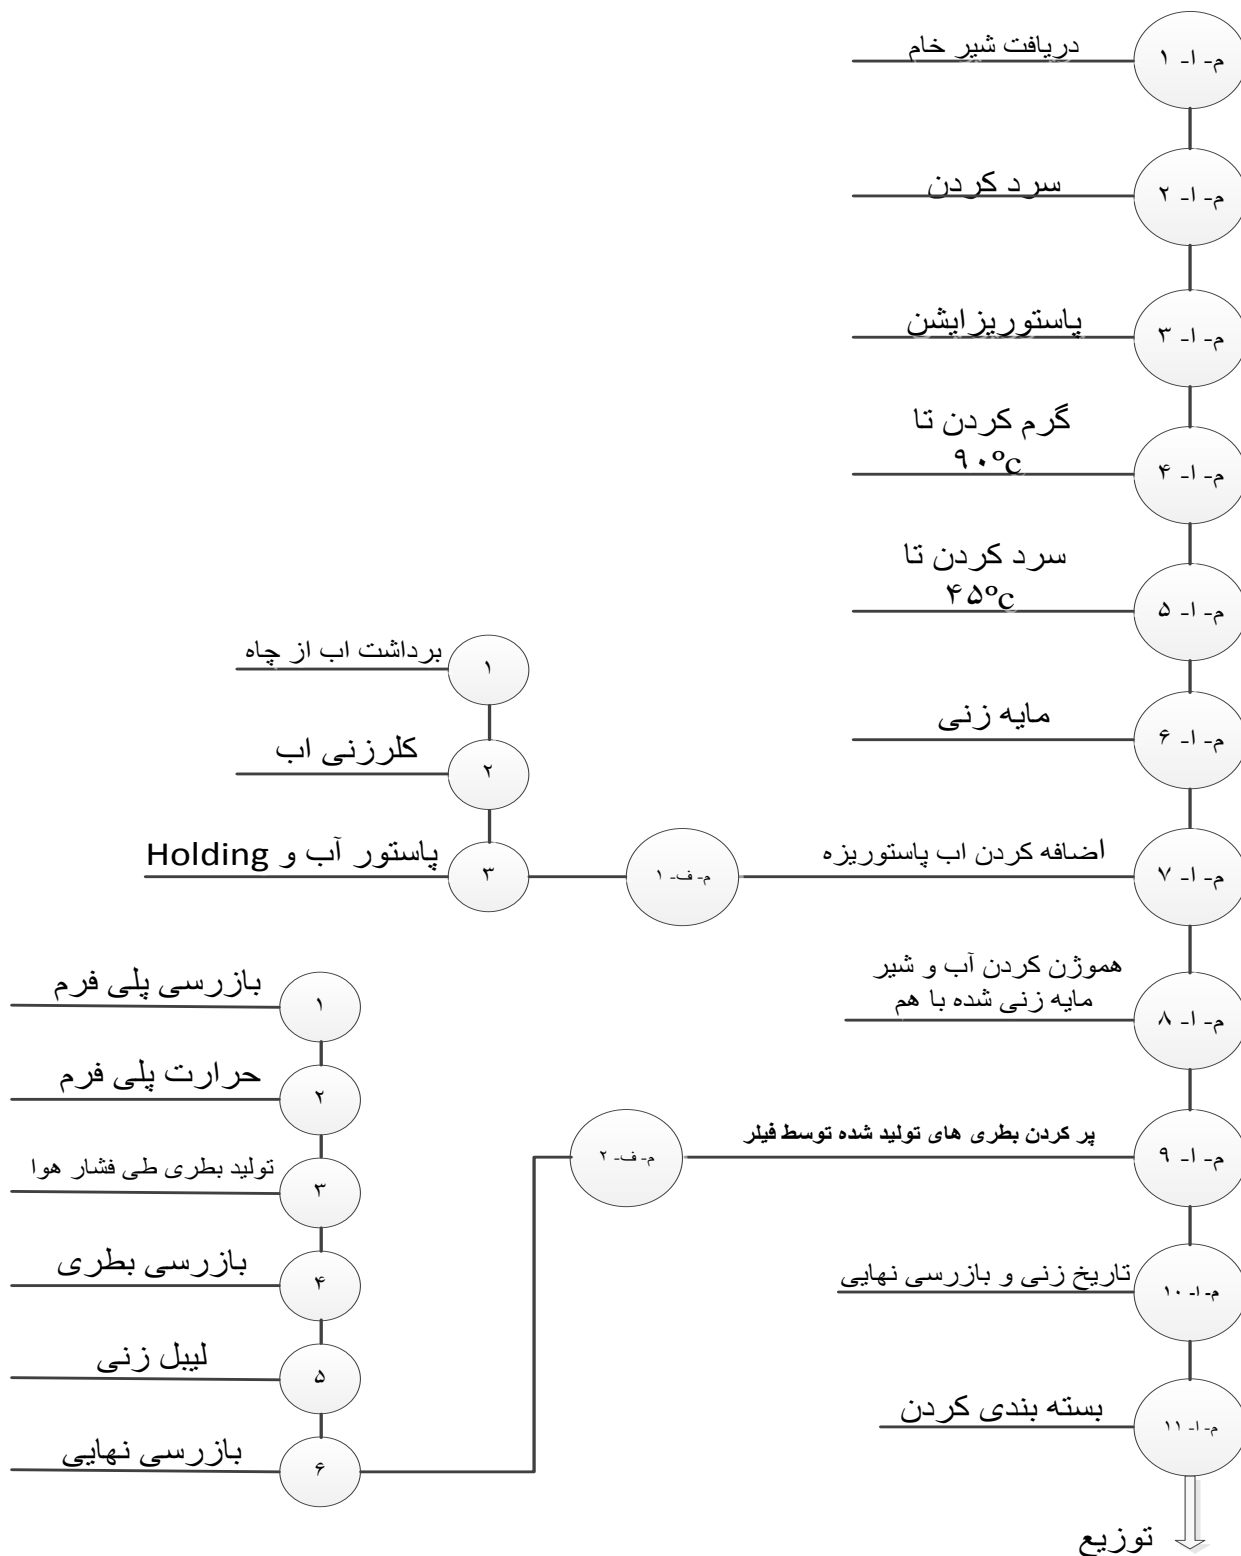 دریافت شیر خام
م- ا- ۱
سرد کردن
م- ا- ۲
پاستوریزایشن
م- ا- ۳
گرم کردن تا
۹۰°c
م- ا- ۴
سرد کردن تا
۴۵°c
م- ا- ۵
مایه زنی
م- ا- ۶
اضافه کردن اب پاستوریزه
م- ا- ۷
م- ف- ۱
برداشت اب از چاه
۱
کلرزنی اب
۲
پاستور آب و Holding
۳
هموژن کردن آب و شیر
مایه زنی شده با هم
م- ا- ۸
پر کردن بطری های تولید شده توسط فیلر
م- ا- ۹
م- ف- ۲
بازرسی پلی فرم
۱
حرارت پلی فرم
۲
تولید بطری طی فشار هوا
۳
بازرسی بطری
۴
لیبل زنی
۵
بازرسی نهایی
۶
تاریخ زنی و بازرسی نهایی
م- ا- ۱۰
بسته بندی کردن
م- ا- ۱۱
توزیع